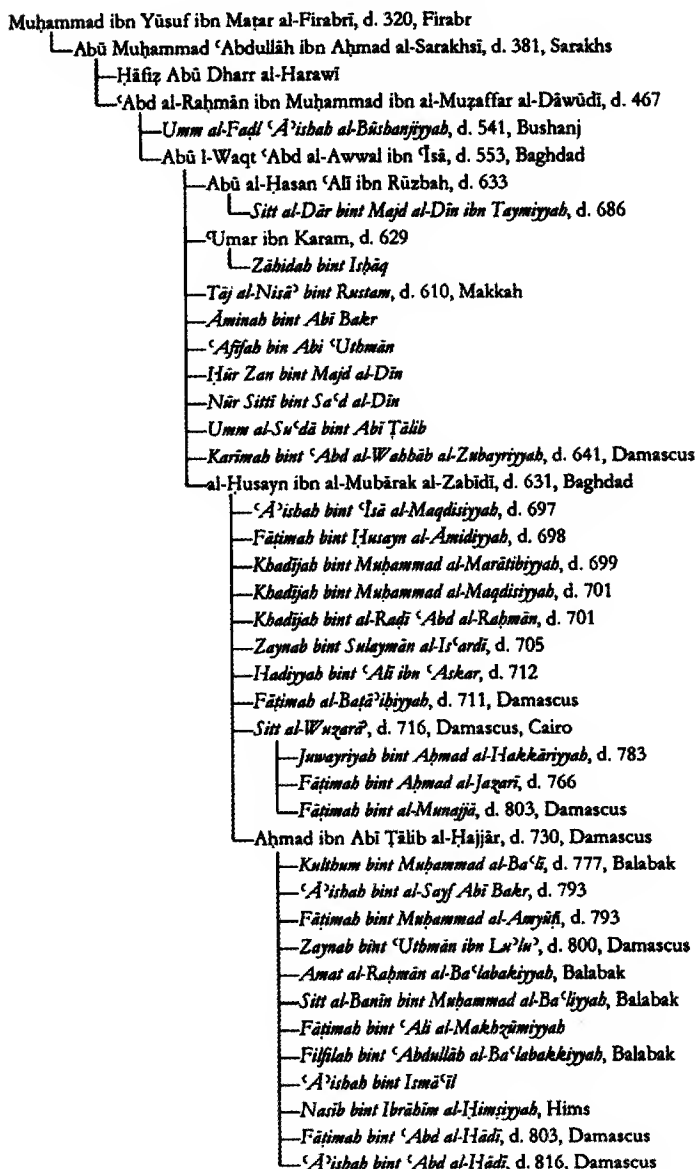 Muḥammad ibn Yūsuf ibn Maṭar al-Firabrī, d. 320, Firabr
Abū Muḥammad ʿAbdullāh ibn Aḥmad al-Sarakhsī, d. 381, Sarakhs
Ḥāfiẓ Abū Dharr al-Harawī
ʿAbd al-Raḥmān ibn Muḥammad ibn al-Muẓaffar al-Dāwūdī, d. 467
Umm al-Faḍl ʿĀʾishah al-Būshanjiyyah, d. 541, Bushanj
Abū l-Waqt ʿAbd al-Awwal ibn ʿĪsā, d. 553, Baghdad
Abū al-Ḥasan ʿAlī ibn Rūzbah, d. 633
Sitt al-Dār bint Majd al-Dīn ibn Taymiyyah, d. 686
ʿUmar ibn Karam, d. 629
Zāhidah bint Isḥāq
Tāj al-Nisāʾ bint Rustam, d. 610, Makkah
Āminah bint Abī Bakr
ʿAfīfah bin Abi ʿUthmān
Ḥūr Zan bint Majd al-Dīn
Nūr Sittī bint Saʿd al-Dīn
Umm al-Suʿdā bint Abī Ṭālib
Karīmah bint ʿAbd al-Wahhāb al-Zubayriyyah, d. 641, Damascus
al-Ḥusayn ibn al-Mubārak al-Zabīdī, d. 631, Baghdad
ʿĀʾishah bint ʿĪsā al-Maqdisiyyah, d. 697
Fāṭimah bint Ḥusayn al-Āmidiyyah, d. 698
Khadījah bint Muḥammad al-Marātibiyyah, d. 699
Khadījah bint Muḥammad al-Maqdisiyyah, d. 701
Khadījah bint al-Raḍī ʿAbd al-Raḥmān, d. 701
Zaynab bint Sulaymān al-Isʿardī, d. 705
Hadiyyah bint ʿAlī ibn ʿAskar, d. 712
Fāṭimah al-Baṭāʾiḥiyyah, d. 711, Damascus
Sitt al-Wuzarāʾ, d. 716, Damascus, Cairo
Juwayriyah bint Aḥmad al-Hakkāriyyah, d. 783
Fāṭimah bint Aḥmad al-Jazarī, d. 766
Fāṭimah bint al-Munajjā, d. 803, Damascus
Aḥmad ibn Abī Ṭālib al-Ḥajjār, d. 730, Damascus
Kulthum bint Muḥammad al-Baʿlī, d. 777, Balabak
ʿĀʾishah bint al-Sayf Abī Bakr, d. 793
Fāṭimah bint Muḥammad al-Amyūṭī, d. 793
Zaynab bint ʿUthmān ibn Luʾluʾ, d. 800, Damascus
Amat al-Raḥmān al-Baʿlabakiyyah, Balabak
Sitt al-Banīn bint Muḥammad al-Baʿliyyah, Balabak
Fāṭimah bint ʿAli al-Makhzūmiyyah
Filfilah bint ʿAbdullāh al-Baʿlabakkiyyah, Balabak
ʿĀʾishah bint Ismāʿīl
Nasīb bint Ibrāhīm al-Ḥimṣiyyah, Hims
Fāṭimah bint ʿAbd al-Hādī, d. 803, Damascus
ʿĀʾishah bint ʿAbd al-Hādī, d. 816, Damascus